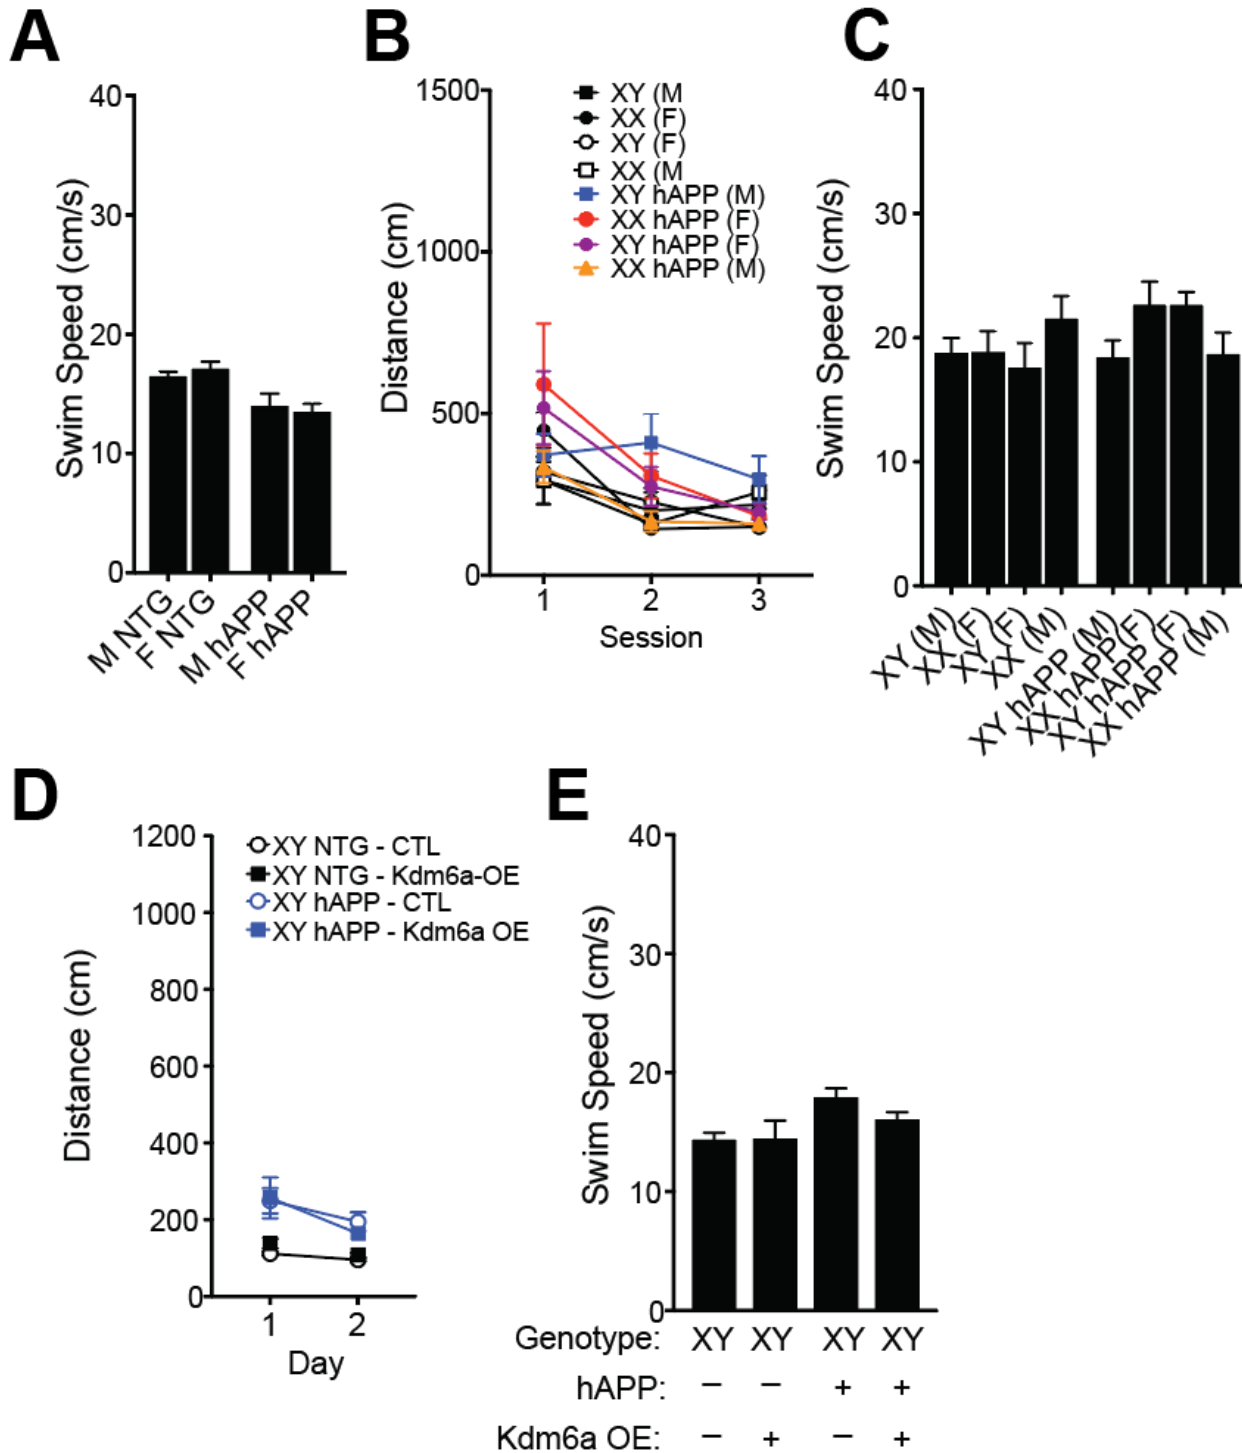 A
B
C
40
30
20
10
0
Swim Speed (cm/s)
M NTG
F NTG
M hAPP
F hAPP
1500
1000
500
0
Distance (cm)
XY (M
XX (F)
XY (F)
XX (M
XY hAPP (M)
XX hAPP (F)
XY hAPP (F)
XX hAPP (M)
1 2 3
Session
40
30
20
10
0
Swim Speed (cm/s)
XY (M)
XX (F)
XY (F)
XX (M)
XY hAPP (M)
XX hAPP(F)
XY hAPP (F)
XX hAPP (M)
D
E
1200
1000
800
600
400
200
0
Distance (cm)
XY NTG - CTL
XY NTG - Kdm6a-OE
XY hAPP - CTL
XY hAPP - Kdm6a OE
1 2
Day
40
30
20
10
0
Swim Speed (cm/s)
Genotype: XY XY XY XY
hAPP: − − + +
Kdm6a OE: − + − +